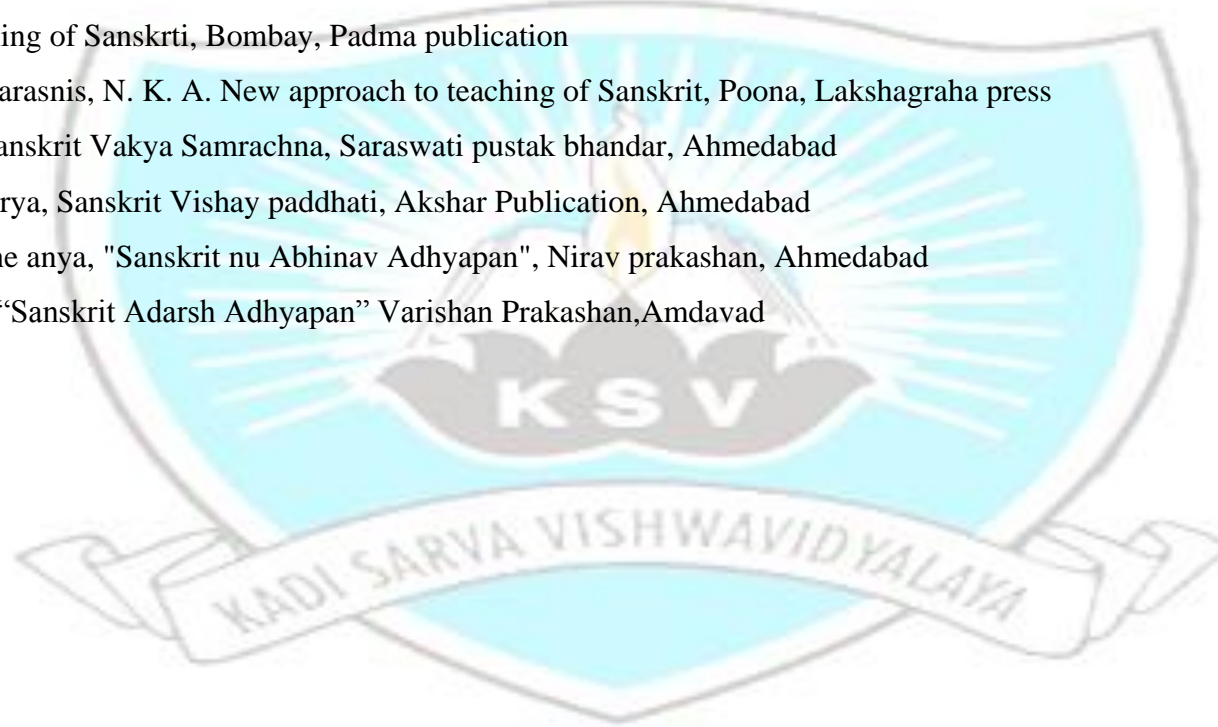 ing of Sanskrti, Bombay, Padma publication
arasnis, N. K. A. New approach to teaching of Sanskrit, Poona, Lakshagraha press
anskrit Vakya Samrachna, Saraswati pustak bhandar, Ahmedabad
rya, Sanskrit Vishay paddhati, Akshar Publication, Ahmedabad
ne anya, "Sanskrit nu Abhinav Adhyapan", Nirav prakashan, Ahmedabad
“Sanskrit Adarsh Adhyapan” Varishan Prakashan,Amdavad
KSV
KADI SARVA VISHWAVIDYALAYA